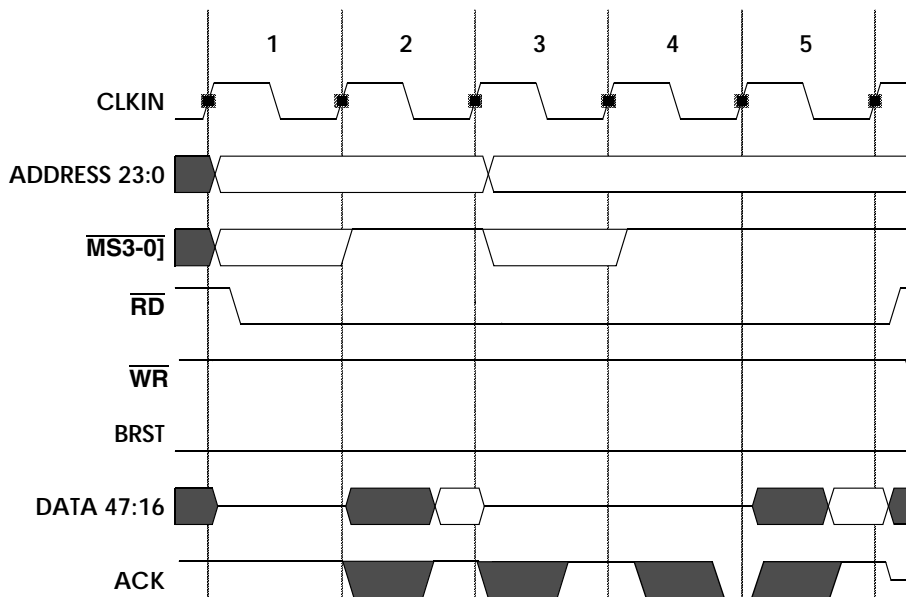 1 2 3 4 5
CLKIN
ADDRESS 23:0
MS3-0]
RD
WR
BRST
DATA 47:16
ACK